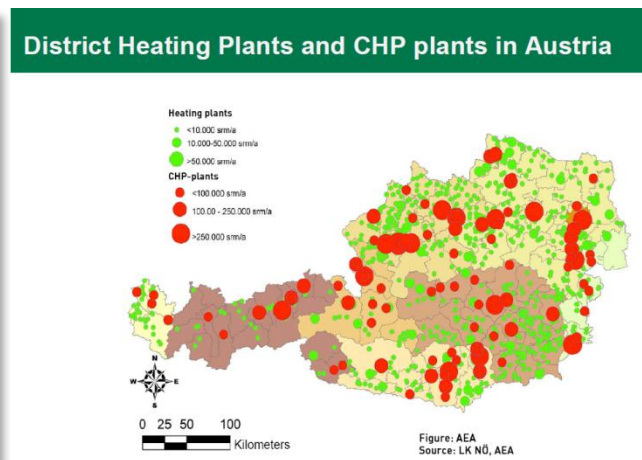 District Heating Plants and CHP plants in Austria
Heating plants
<10.000 srm/a
10.000-50.000 srm/a
>50.000 srm/a
CHP-plants
<100.000 srm/a
100.00 - 250.000 srm/a
>250.000 srm/a
N
W E
S
0 25 50 100
Kilometers
Figure: AEA
Source: LK NÖ, AEA